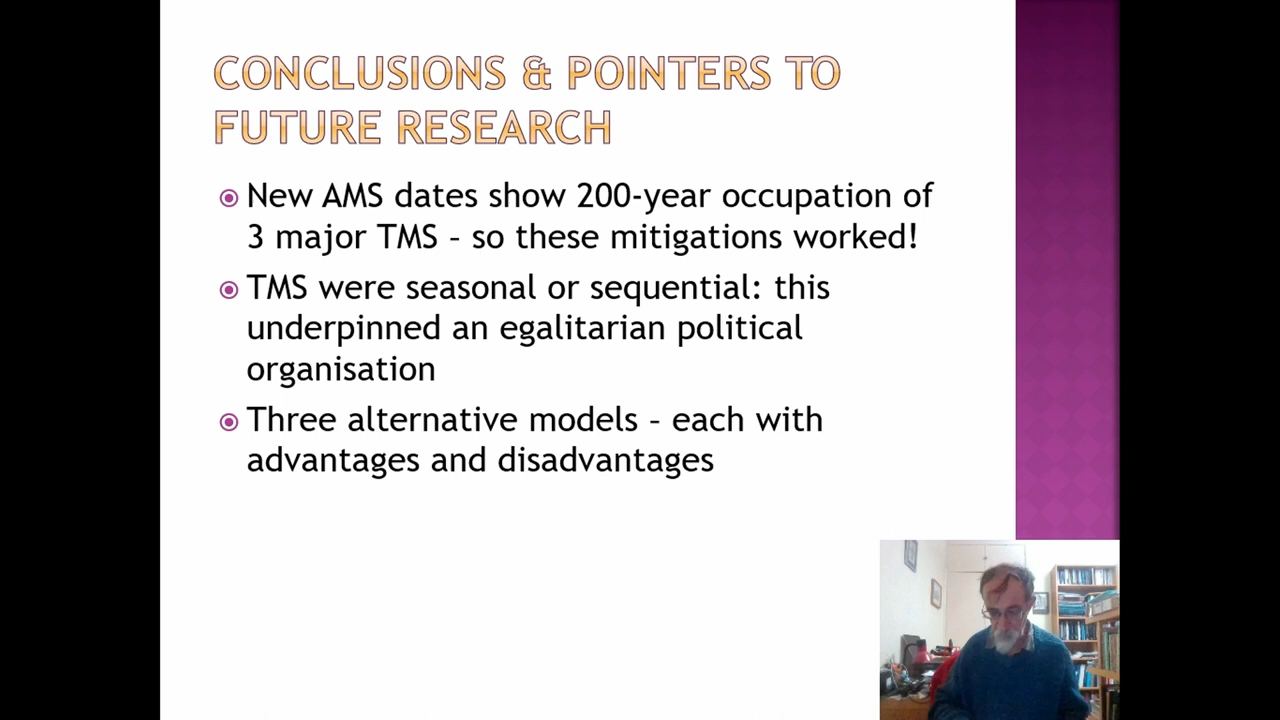 CONCLUSIONS & POINTERS TO
FUTURE RESEARCH
New AMS dates show 200-year occupation of
3 major TMS – so these mitigations worked!
TMS were seasonal or sequential: this
underpinned an egalitarian political
organisation
Three alternative models – each with
advantages and disadvantages